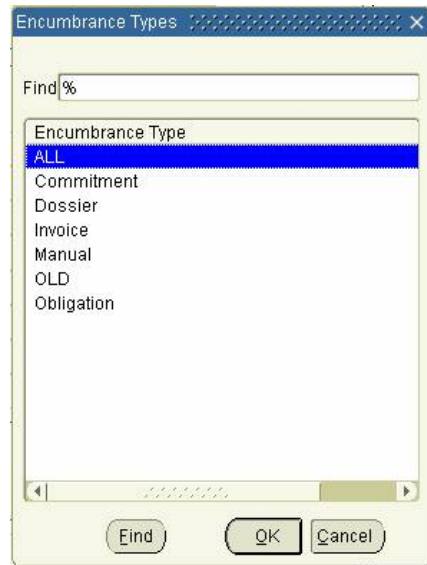 Encumbrance Types
Find %
Encumbrance Type
ALL
Commitment
Dossier
Invoice
Manual
OLD
Obligation
Find OK Cancel